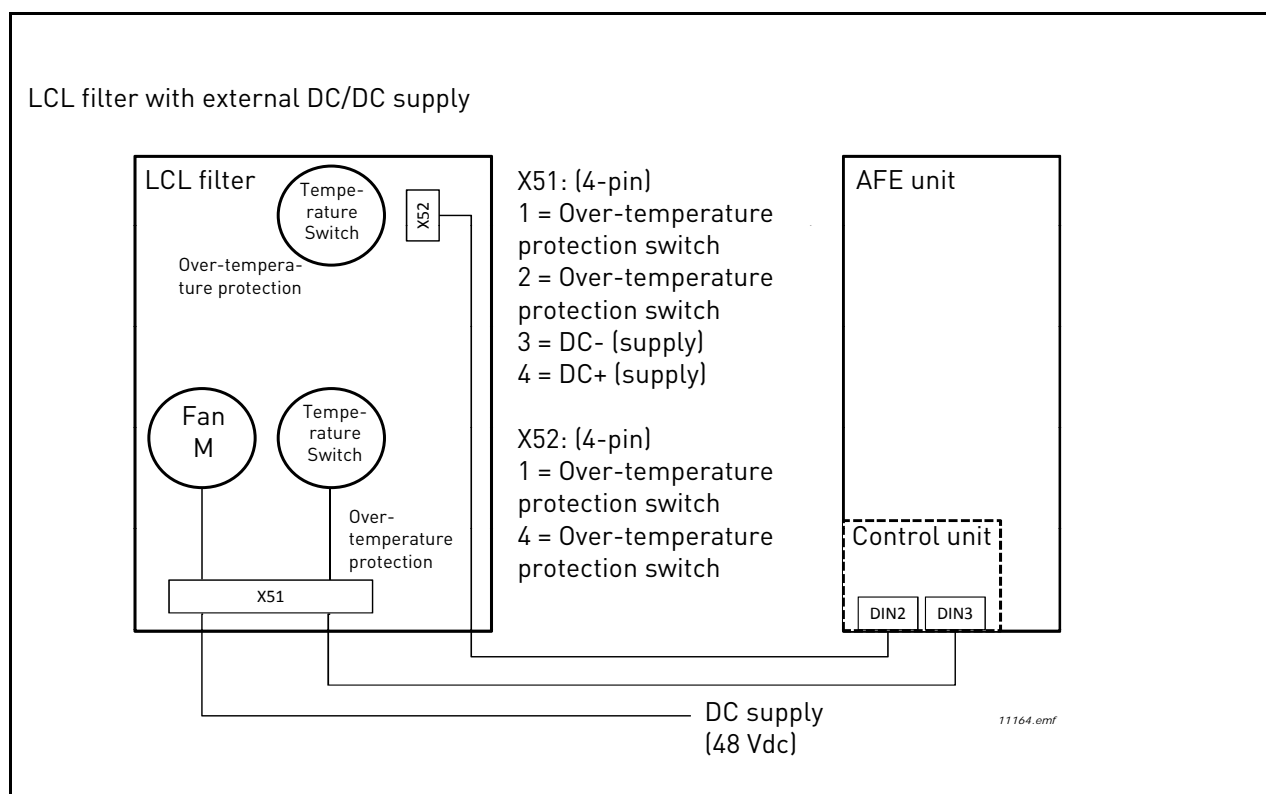 LCL filter with external DC/DC supply
LCL filter
Tempe-
rature
Switch
X52
Over-tempera-
ture protection
Fan
M
Tempe-
rature
Switch
Over-
temperature
protection
X51
X51: (4-pin)
1 = Over-temperature
protection switch
2 = Over-temperature
protection switch
3 = DC- (supply)
4 = DC+ (supply)
X52: (4-pin)
1 = Over-temperature
protection switch
4 = Over-temperature
protection switch
AFE unit
Control unit
DIN2
DIN3
DC supply
(48 Vdc)
11164.emf